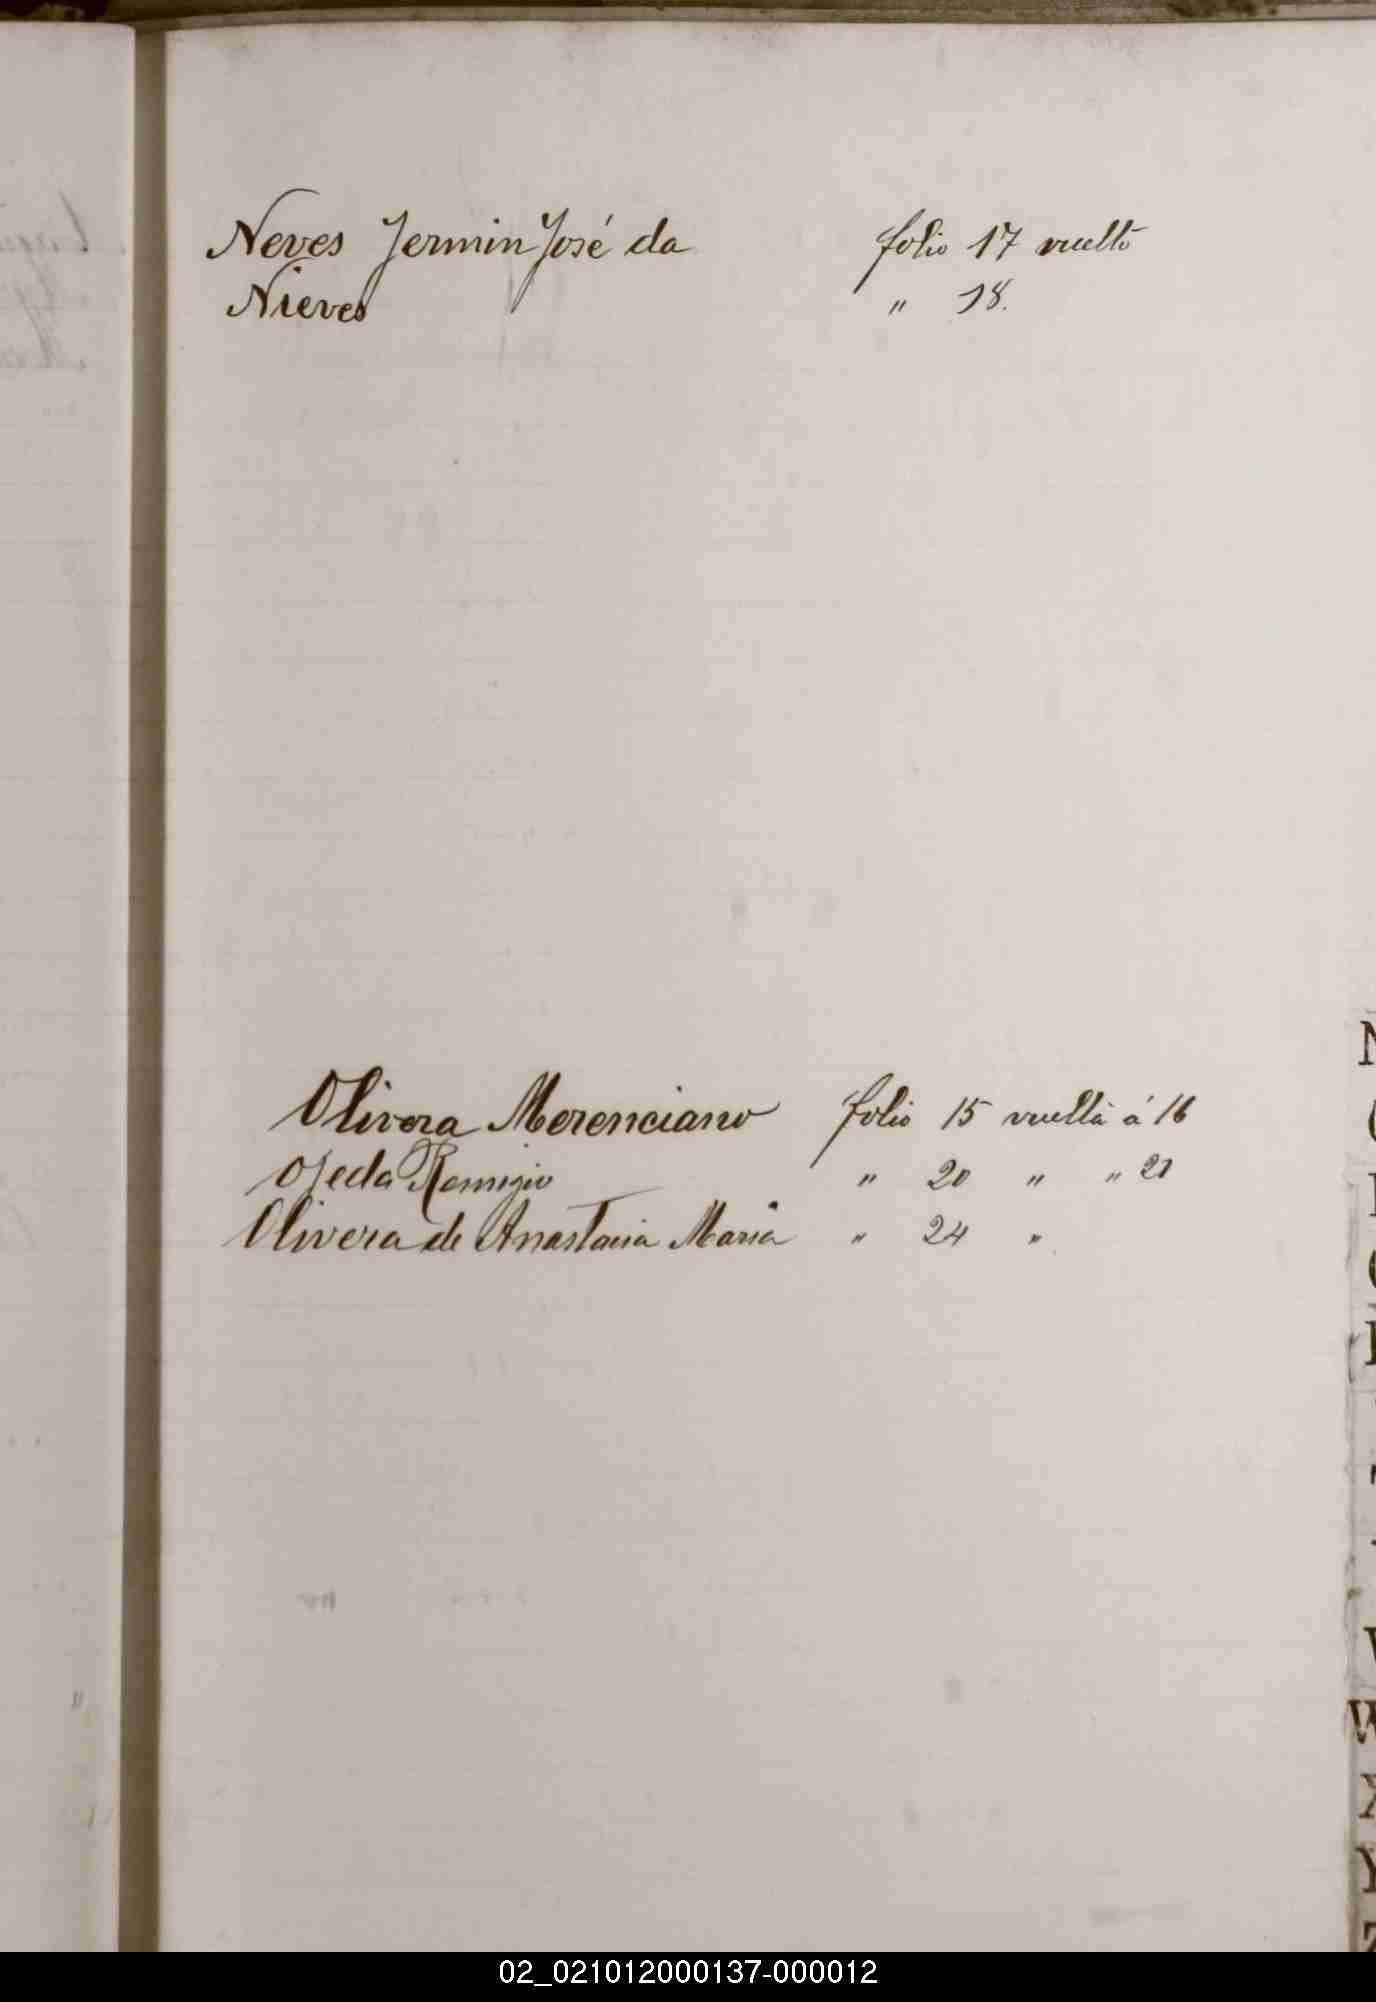 Neves Jermin José da folio 17 vuelto
Nieves " 18.
Olivera Merenciano folio 15 vuelta á 16
Ojeda Remigio " 20 " " 21
Olivera de Anastacia Maria " 24 "
W
X
Y
Z
02_021012000137-000012